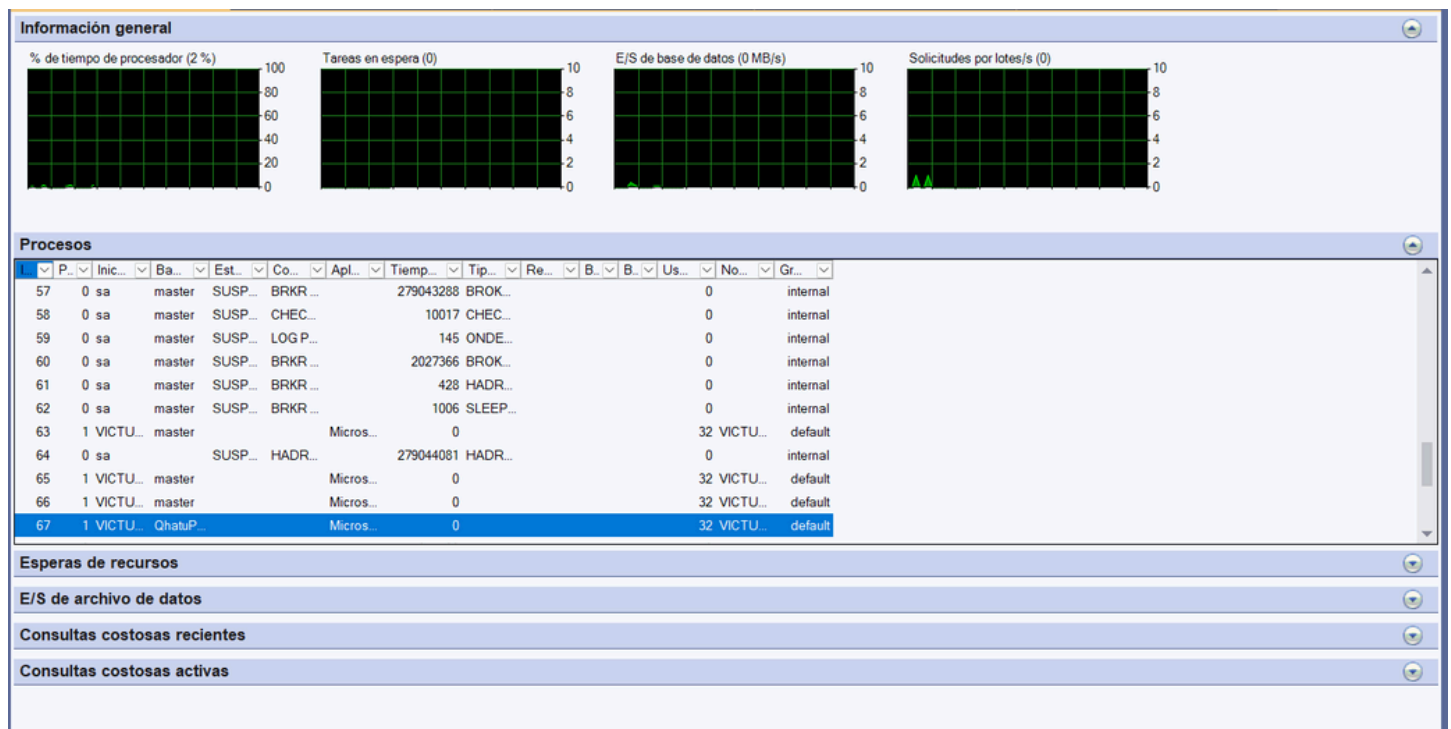 Información general
% de tiempo de procesador (2 %) Tareas en espera (0) E/S de base de datos (0 MB/s) Solicitudes por lotes/s (0)
100 10 10 10
80 8 8 8
60 6 6 6
40 4 4 4
20 2 2 2
0 0 0 0
Procesos
I... P... Inic... Ba... Est... Co... Apl... Tiemp... Tip... Re... B... B... Us... No... Gr...
57 0 sa master SUSP... BRKR ... 279043288 BROK... 0 internal
58 0 sa master SUSP... CHEC... 10017 CHEC... 0 internal
59 0 sa master SUSP... LOG P... 145 ONDE... 0 internal
60 0 sa master SUSP... BRKR ... 2027366 BROK... 0 internal
61 0 sa master SUSP... BRKR ... 428 HADR... 0 internal
62 0 sa master SUSP... BRKR ... 1006 SLEEP... 0 internal
63 1 VICTU... master Micros... 0 32 VICTU... default
64 0 sa SUSP... HADR... 279044081 HADR... 0 internal
65 1 VICTU... master Micros... 0 32 VICTU... default
66 1 VICTU... master Micros... 0 32 VICTU... default
67 1 VICTU... QhatuP... Micros... 0 32 VICTU... default
Esperas de recursos
E/S de archivo de datos
Consultas costosas recientes
Consultas costosas activas